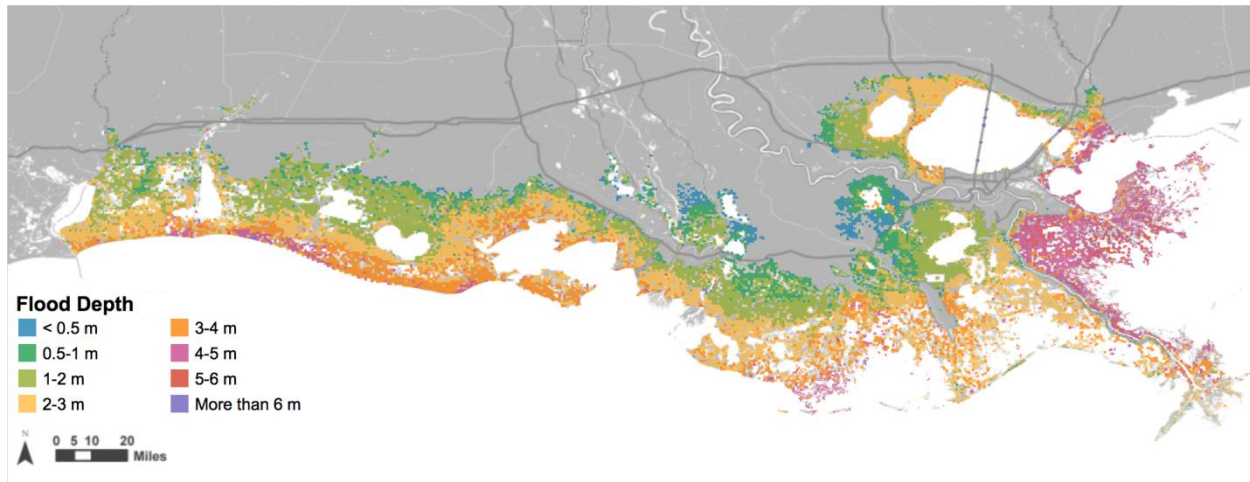 Flood Depth
< 0.5 m
0.5-1 m
1-2 m
2-3 m
3-4 m
4-5 m
5-6 m
More than 6 m
N
0 5 10 20
Miles